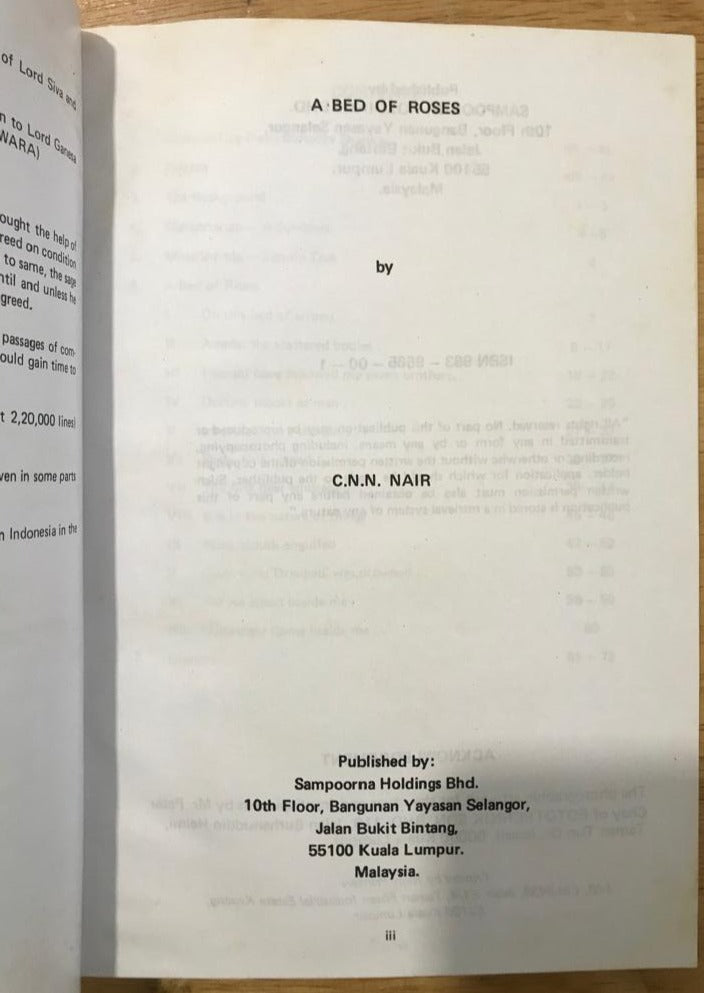 of Lord Siva and
n to Lord Ganesa
WARA)
ought the help of
reed on condition
to same, the sage
ntil and unless he
greed.
passages of com-
ould gain time to
t 2,20,000 lines)
ven in some parts
n Indonesia in the
A BED OF ROSES
by
C.N.N. NAIR
Published by:
Sampoorna Holdings Bhd.
10th Floor, Bangunan Yayasan Selangor,
Jalan Bukit Bintang,
55100 Kuala Lumpur.
Malaysia.
iii